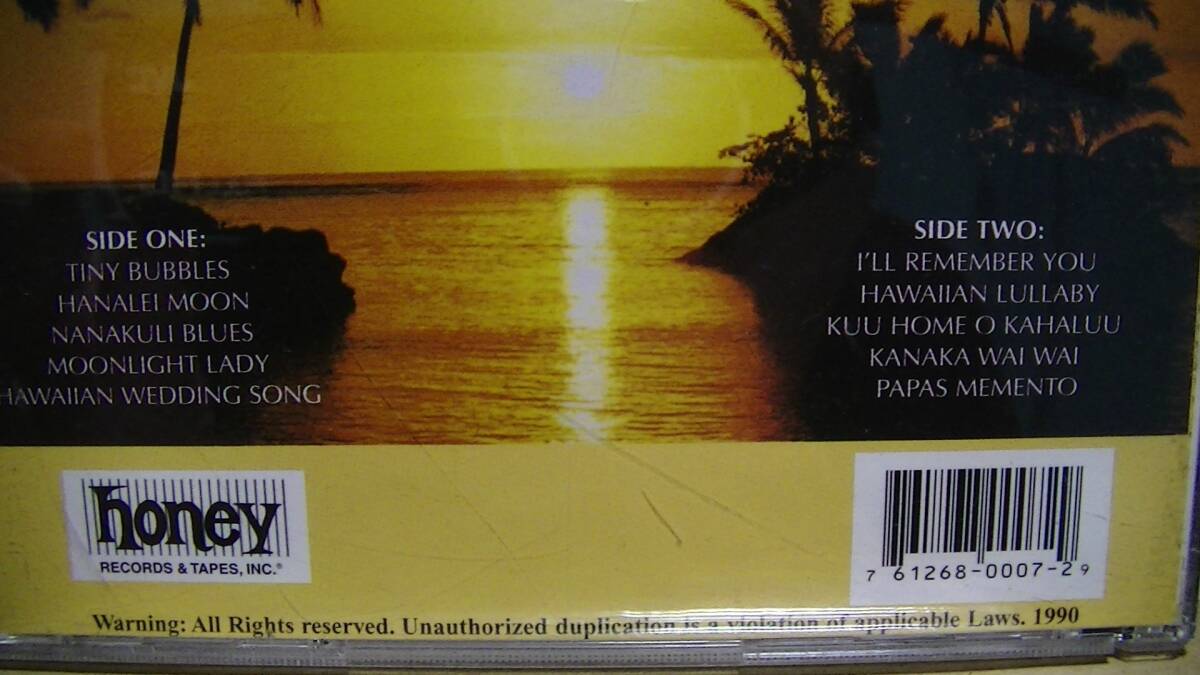 SIDE ONE:
TINY BUBBLES
HANALEI MOON
NANAKULI BLUES
MOONLIGHT LADY
HAWAIIAN WEDDING SONG
SIDE TWO:
I'LL REMEMBER YOU
HAWAIIAN LULLABY
KUU HOME O KAHALUU
KANAKA WAI WAI
PAPAS MEMENTO
honey
RECORDS & TAPES, INC.®
7 61268-0007-2 9
Warning: All Rights reserved. Unauthorized duplication is a violation of applicable Laws. 1990